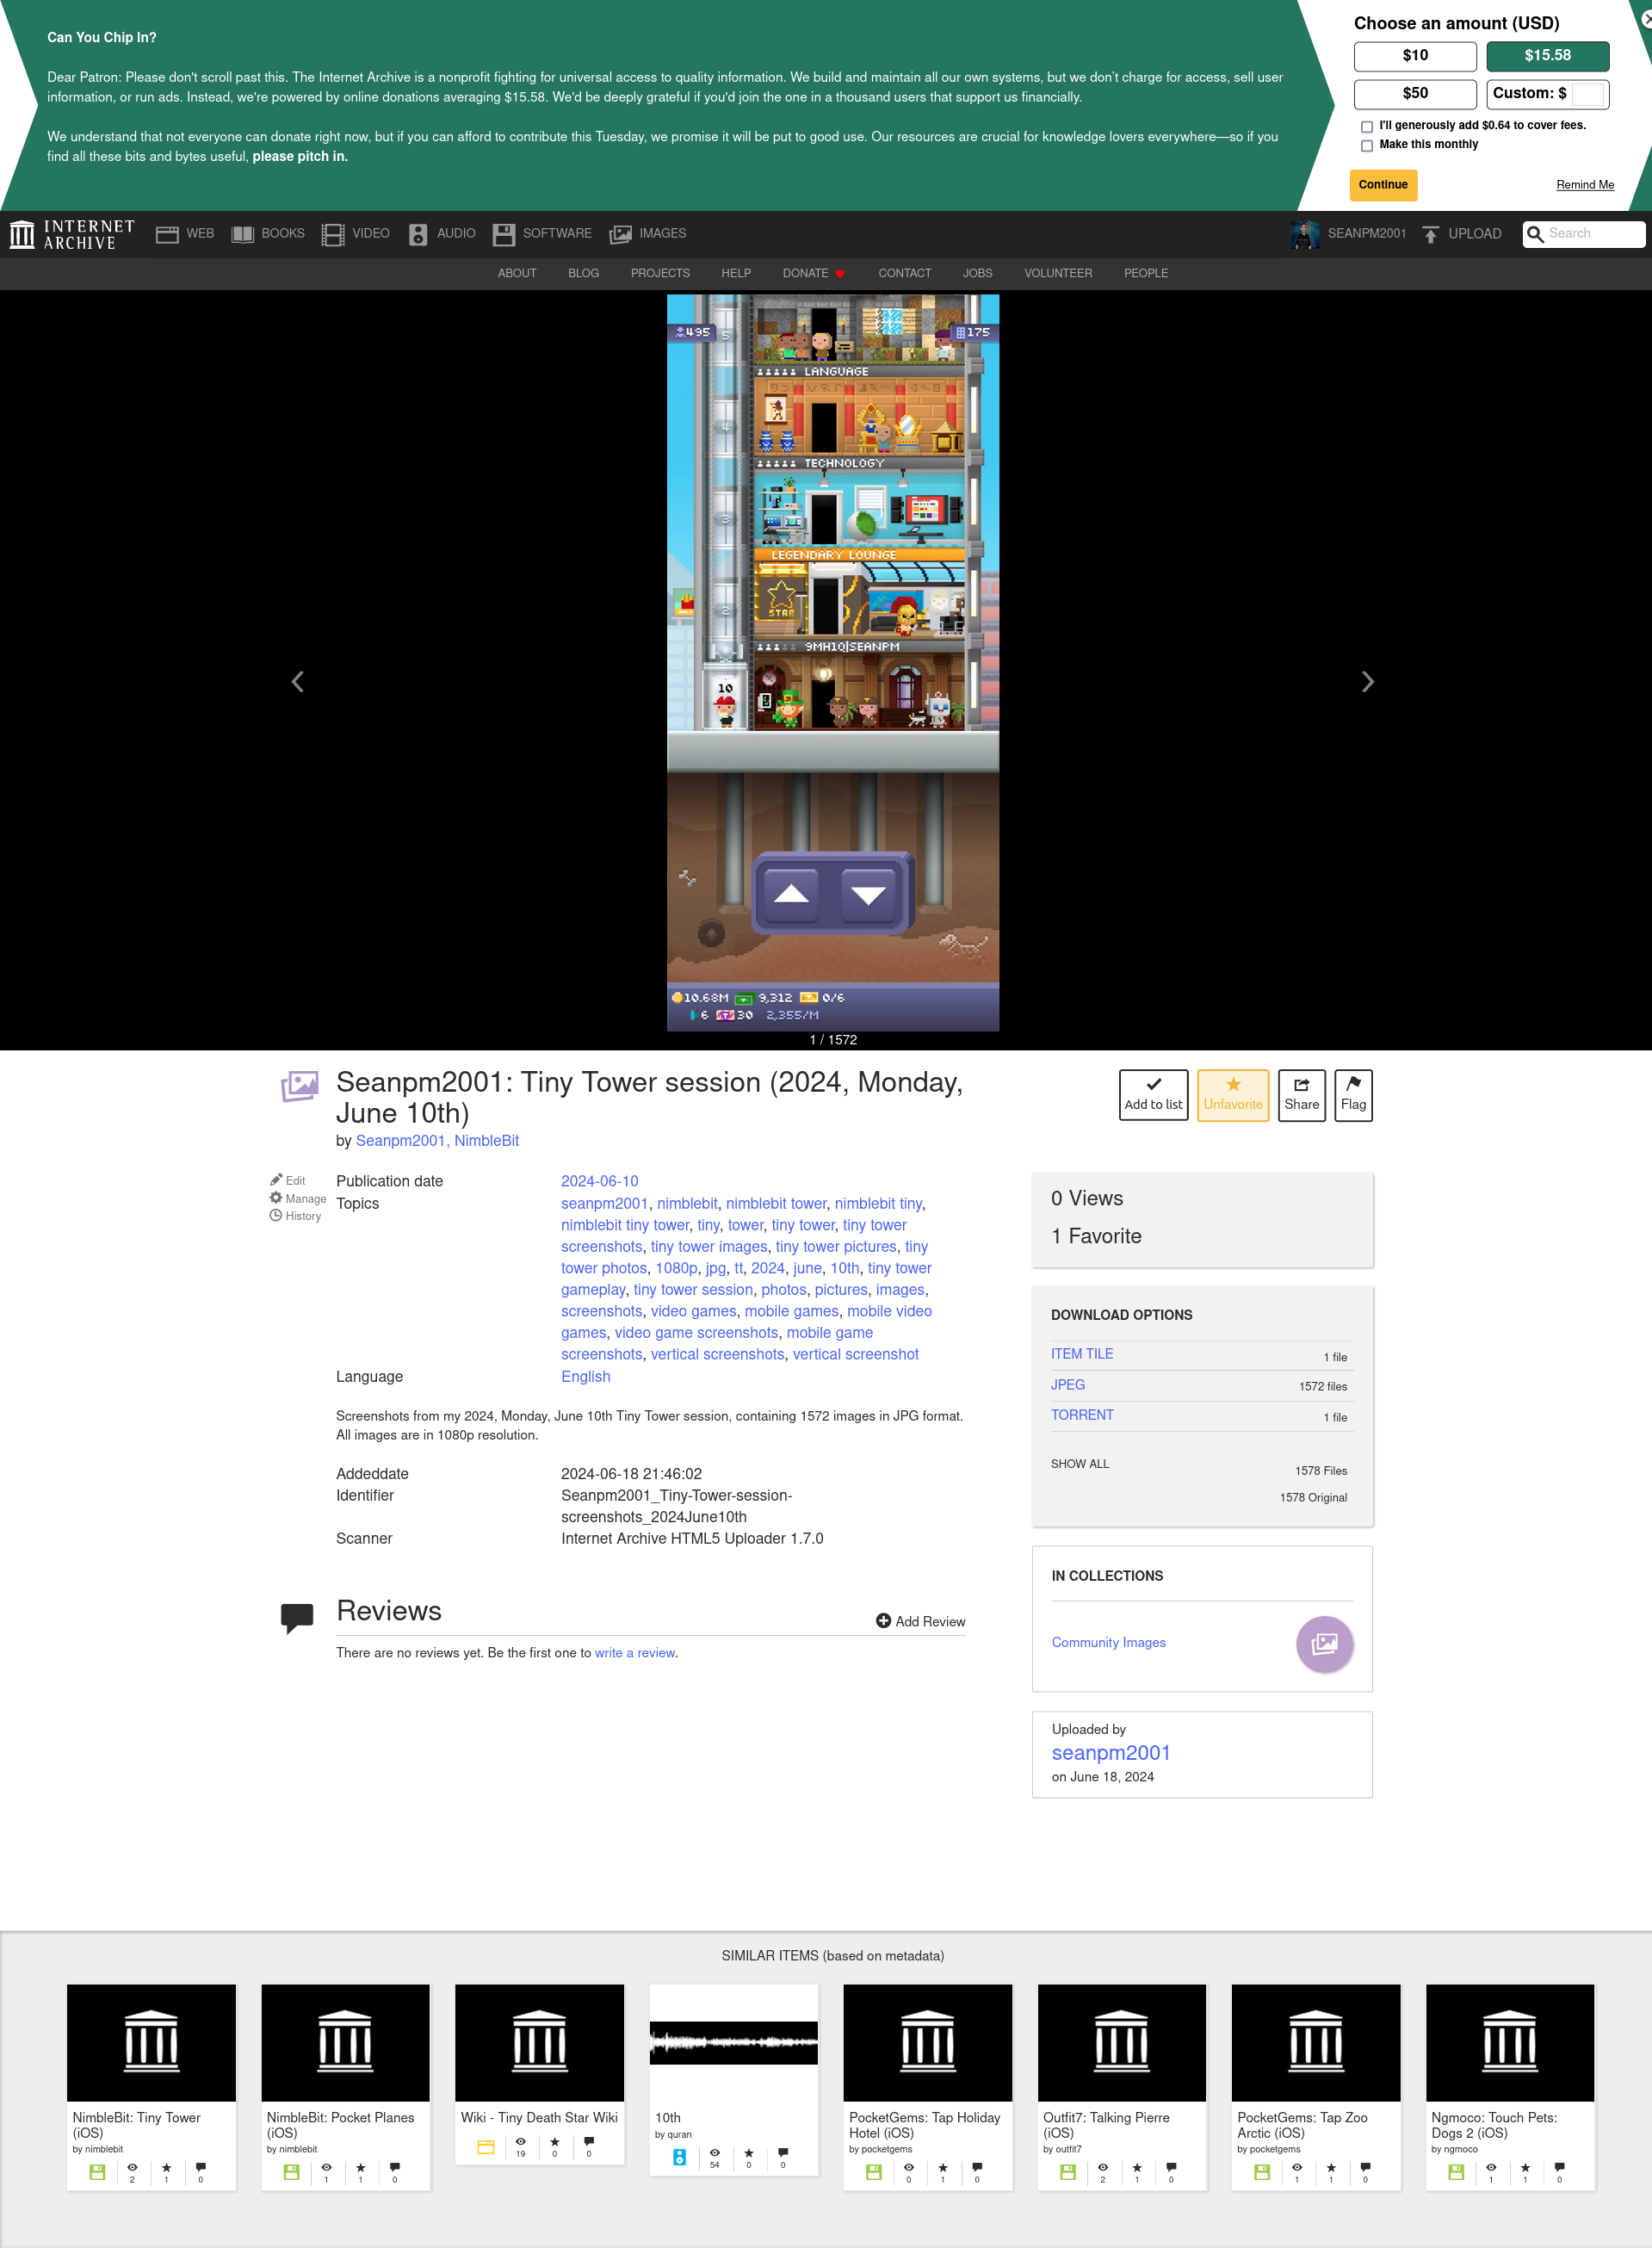 Can You Chip In?
Dear Patron: Please don't scroll past this. The Internet Archive is a nonprofit fighting for universal access to quality information. We build and maintain all our own systems, but we don't charge for access, sell user
information, or run ads. Instead, we're powered by online donations averaging $15.58. We'd be deeply grateful if you'd join the one in a thousand users that support us financially.
We understand that not everyone can donate right now, but if you can afford to contribute this Tuesday, we promise it will be put to good use. Our resources are crucial for knowledge lovers everywhere—so if you
find all these bits and bytes useful, please pitch in.
Choose an amount (USD)
$10
$15.58
$50
Custom: $
I'll generously add $0.64 to cover fees.
Make this monthly
Continue
Remind Me
INTERNET ARCHIVE
WEB
BOOKS
VIDEO
AUDIO
SOFTWARE
IMAGES
SEANPM2001
UPLOAD
Search
ABOUT
BLOG
PROJECTS
HELP
DONATE
CONTACT
JOBS
VOLUNTEER
PEOPLE
495
175
5
LANGUAGE
4
TECHNOLOGY
3
LEGENDARY LOUNGE
2
STAR
9MH1Q|SEANPM
10
10.68M 9,312 0/6
6 30 2,355/M
1 / 1572
Seanpm2001: Tiny Tower session (2024, Monday,
June 10th)
by Seanpm2001, NimbleBit
Add to list
Unfavorite
Share
Flag
Edit
Manage
History
Publication date 2024-06-10
Topics seanpm2001, nimblebit, nimblebit tower, nimblebit tiny,
nimblebit tiny tower, tiny, tower, tiny tower, tiny tower
screenshots, tiny tower images, tiny tower pictures, tiny
tower photos, 1080p, jpg, tt, 2024, june, 10th, tiny tower
gameplay, tiny tower session, photos, pictures, images,
screenshots, video games, mobile games, mobile video
games, video game screenshots, mobile game
screenshots, vertical screenshots, vertical screenshot
Language English
Screenshots from my 2024, Monday, June 10th Tiny Tower session, containing 1572 images in JPG format.
All images are in 1080p resolution.
Addeddate 2024-06-18 21:46:02
Identifier Seanpm2001_Tiny-Tower-session-
screenshots_2024June10th
Scanner Internet Archive HTML5 Uploader 1.7.0
Reviews
Add Review
There are no reviews yet. Be the first one to write a review.
0 Views
1 Favorite
DOWNLOAD OPTIONS
ITEM TILE 1 file
JPEG 1572 files
TORRENT 1 file
SHOW ALL 1578 Files
1578 Original
IN COLLECTIONS
Community Images
Uploaded by
seanpm2001
on June 18, 2024
SIMILAR ITEMS (based on metadata)
NimbleBit: Tiny Tower
(iOS)
by nimblebit
2 1 0
NimbleBit: Pocket Planes
(iOS)
by nimblebit
1 1 0
Wiki - Tiny Death Star Wiki
19 0 0
10th
by quran
54 0 0
PocketGems: Tap Holiday
Hotel (iOS)
by pocketgems
0 1 0
Outfit7: Talking Pierre
(iOS)
by outfit7
2 1 0
PocketGems: Tap Zoo
Arctic (iOS)
by pocketgems
1 1 0
Ngmoco: Touch Pets:
Dogs 2 (iOS)
by ngmoco
1 1 0